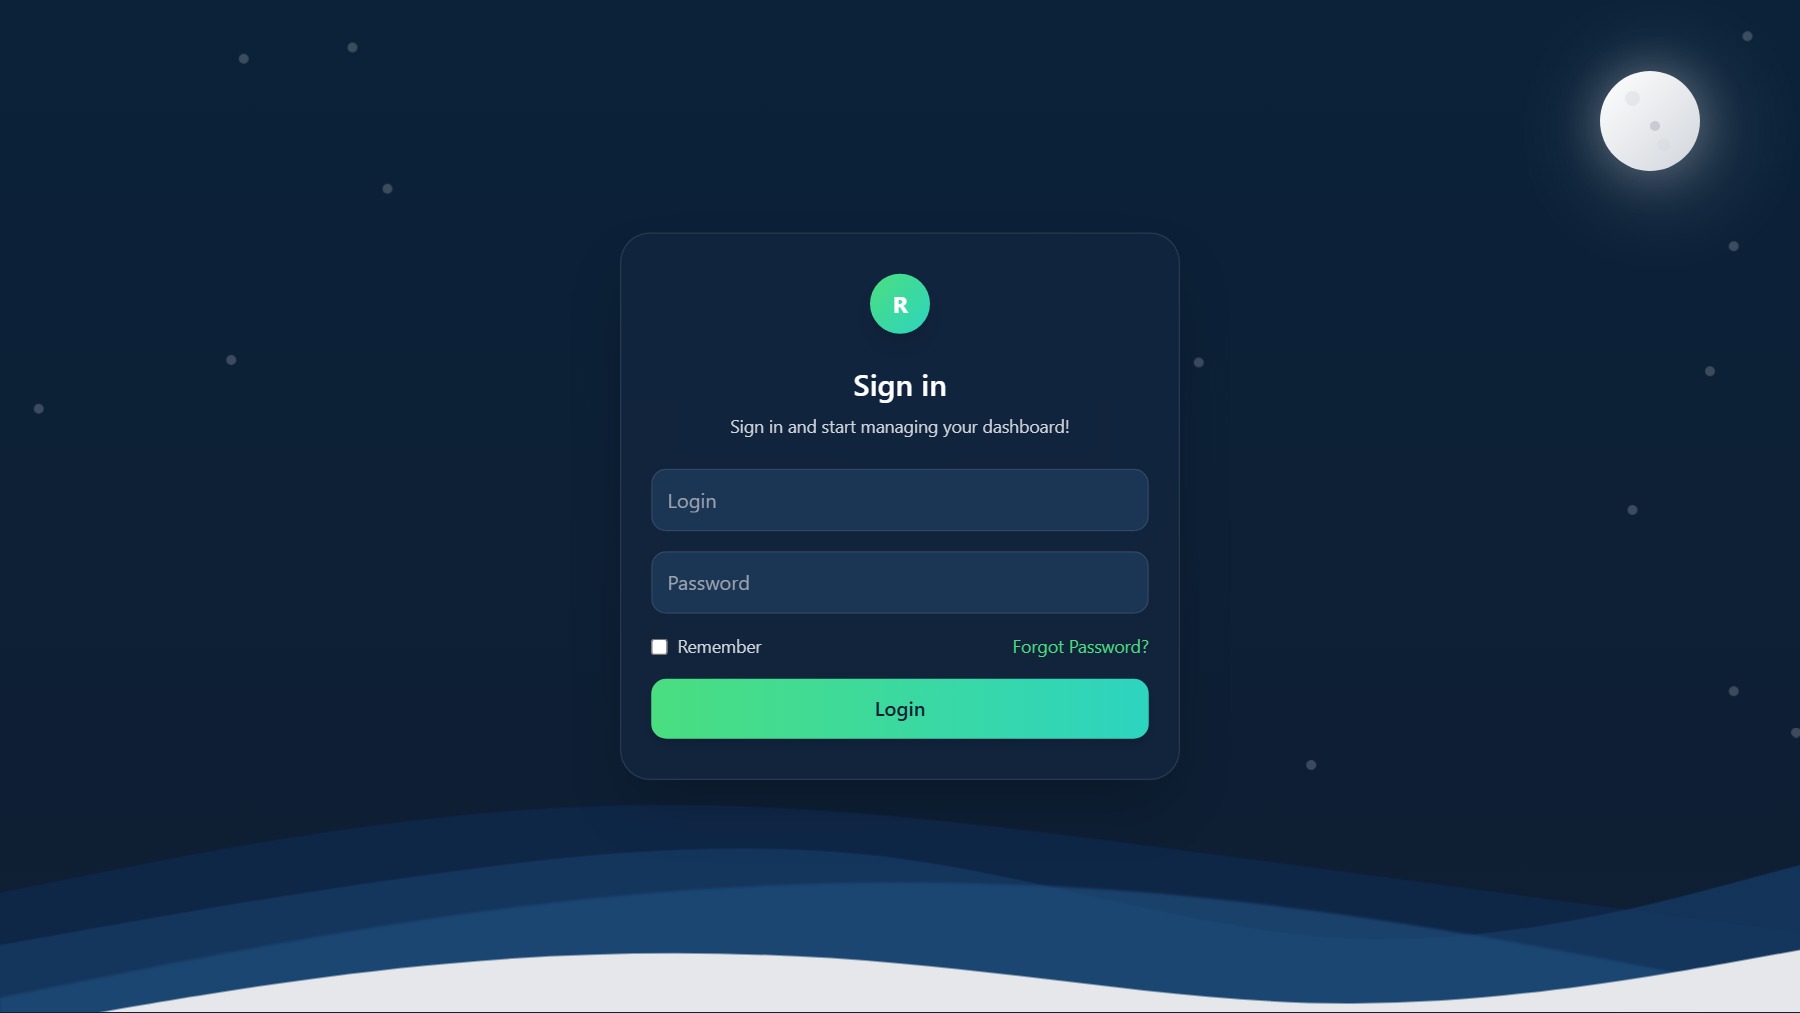 R
Sign in
Sign in and start managing your dashboard!
Login
Password
Remember
Forgot Password?
Login